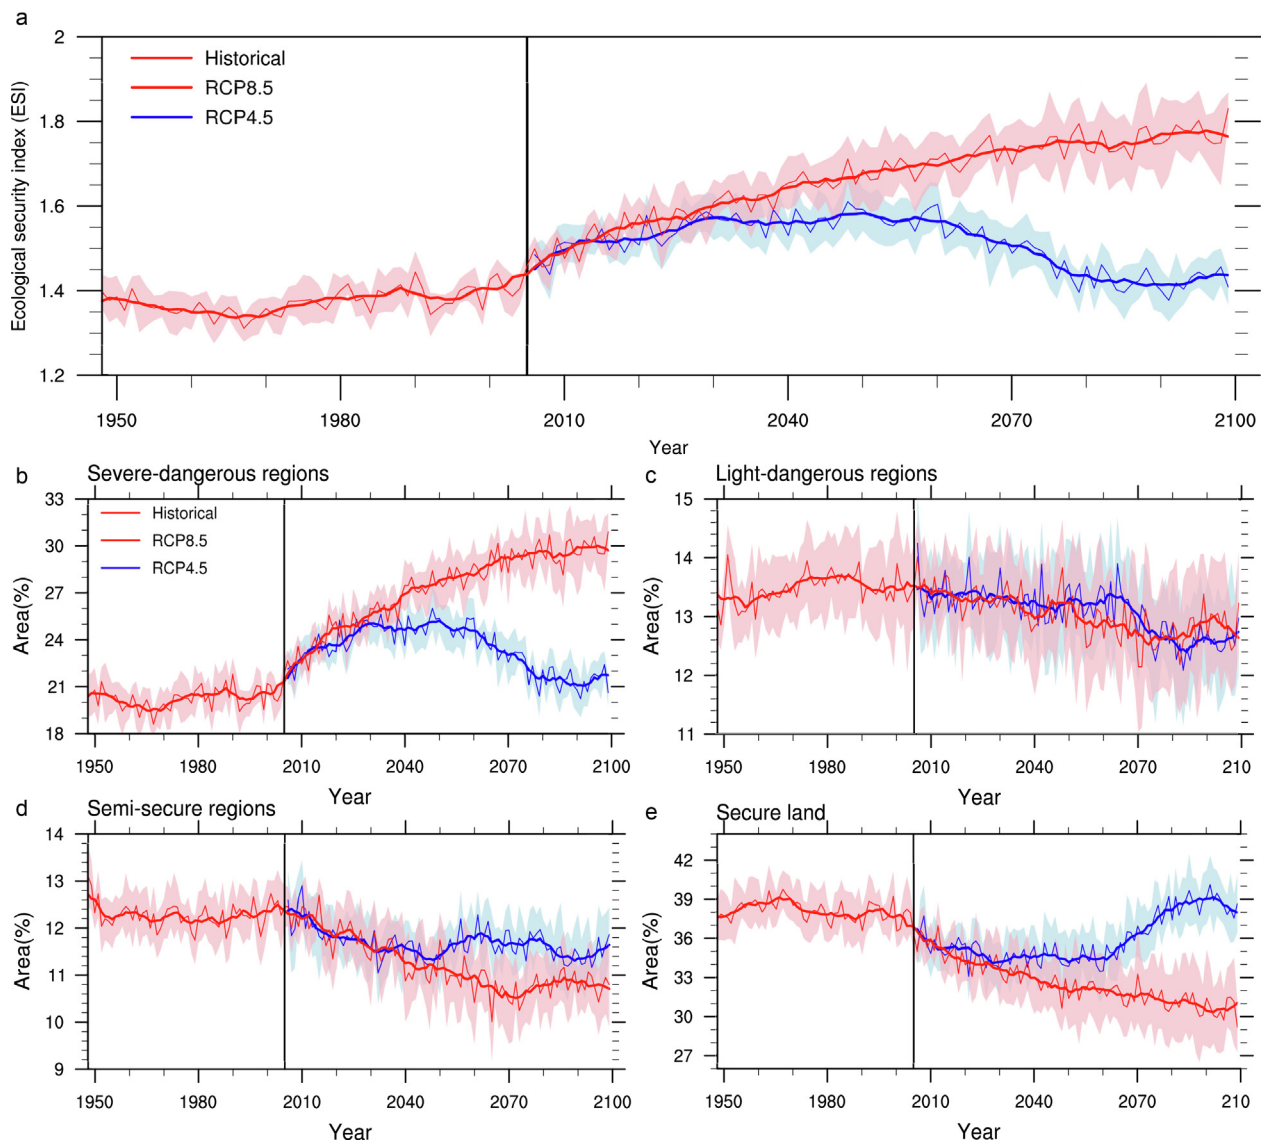 a
Ecological security index (ESI)
2
1.8
1.6
1.4
1.2
Historical
RCP8.5
RCP4.5
1950 1980 2010 2040 2070 2100
Year
b Severe-dangerous regions
Area(%)
33
30
27
24
21
18
Historical
RCP8.5
RCP4.5
1950 1980 2010 2040 2070 2100
Year
c Light-dangerous regions
Area(%)
15
14
13
12
11
1950 1980 2010 2040 2070 210
Year
d Semi-secure regions
Area(%)
14
13
12
11
10
9
1950 1980 2010 2040 2070 2100
Year
e Secure land
Area(%)
42
39
36
33
30
27
1950 1980 2010 2040 2070 2100
Year